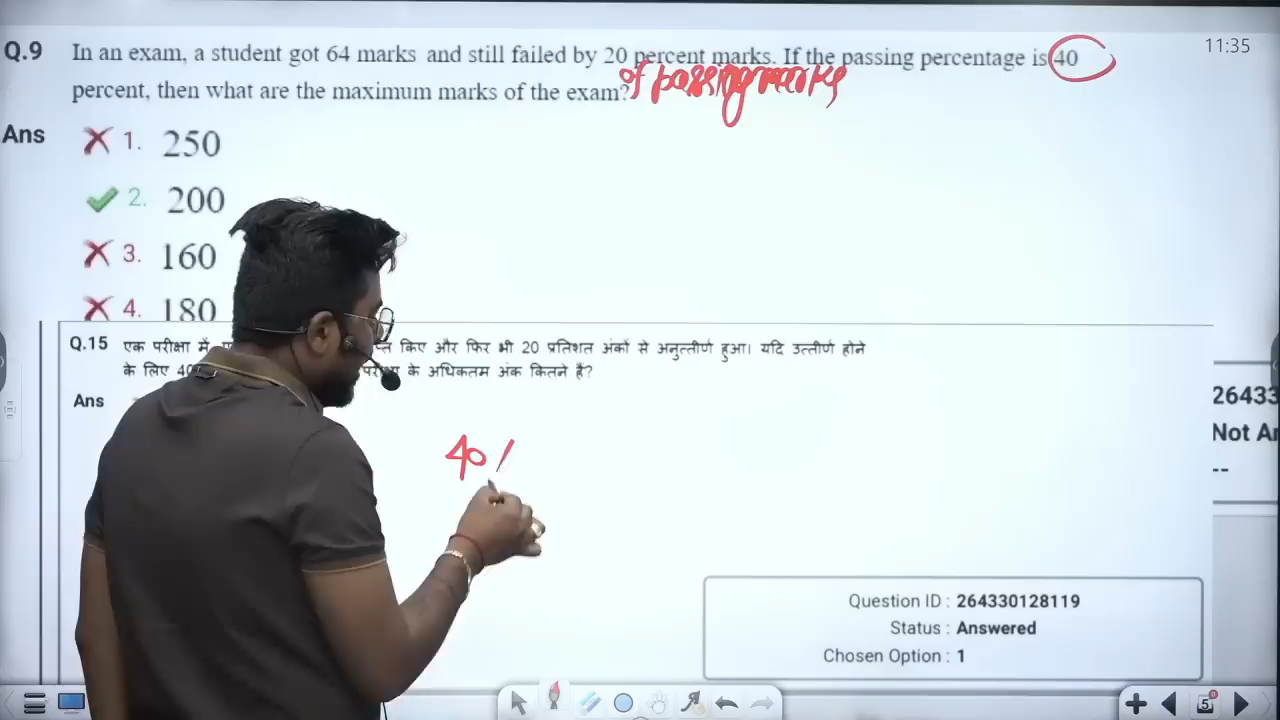 11:35
Q.9 In an exam, a student got 64 marks and still failed by 20 percent marks. If the passing percentage is 40
of passing marks
percent, then what are the maximum marks of the exam?
Ans
1. 250
2. 200
3. 160
4. 180
Q.15 एक परीक्षा में किए और फिर भी 20 प्रतिशत अंकों से अनुत्तीर्ण हुआ। यदि उत्तीर्ण होने
के लिए के अधिकतम अंक कितने हैं?
Ans
26433
Not
--
40
Question ID : 264330128119
Status : Answered
Chosen Option : 1
5